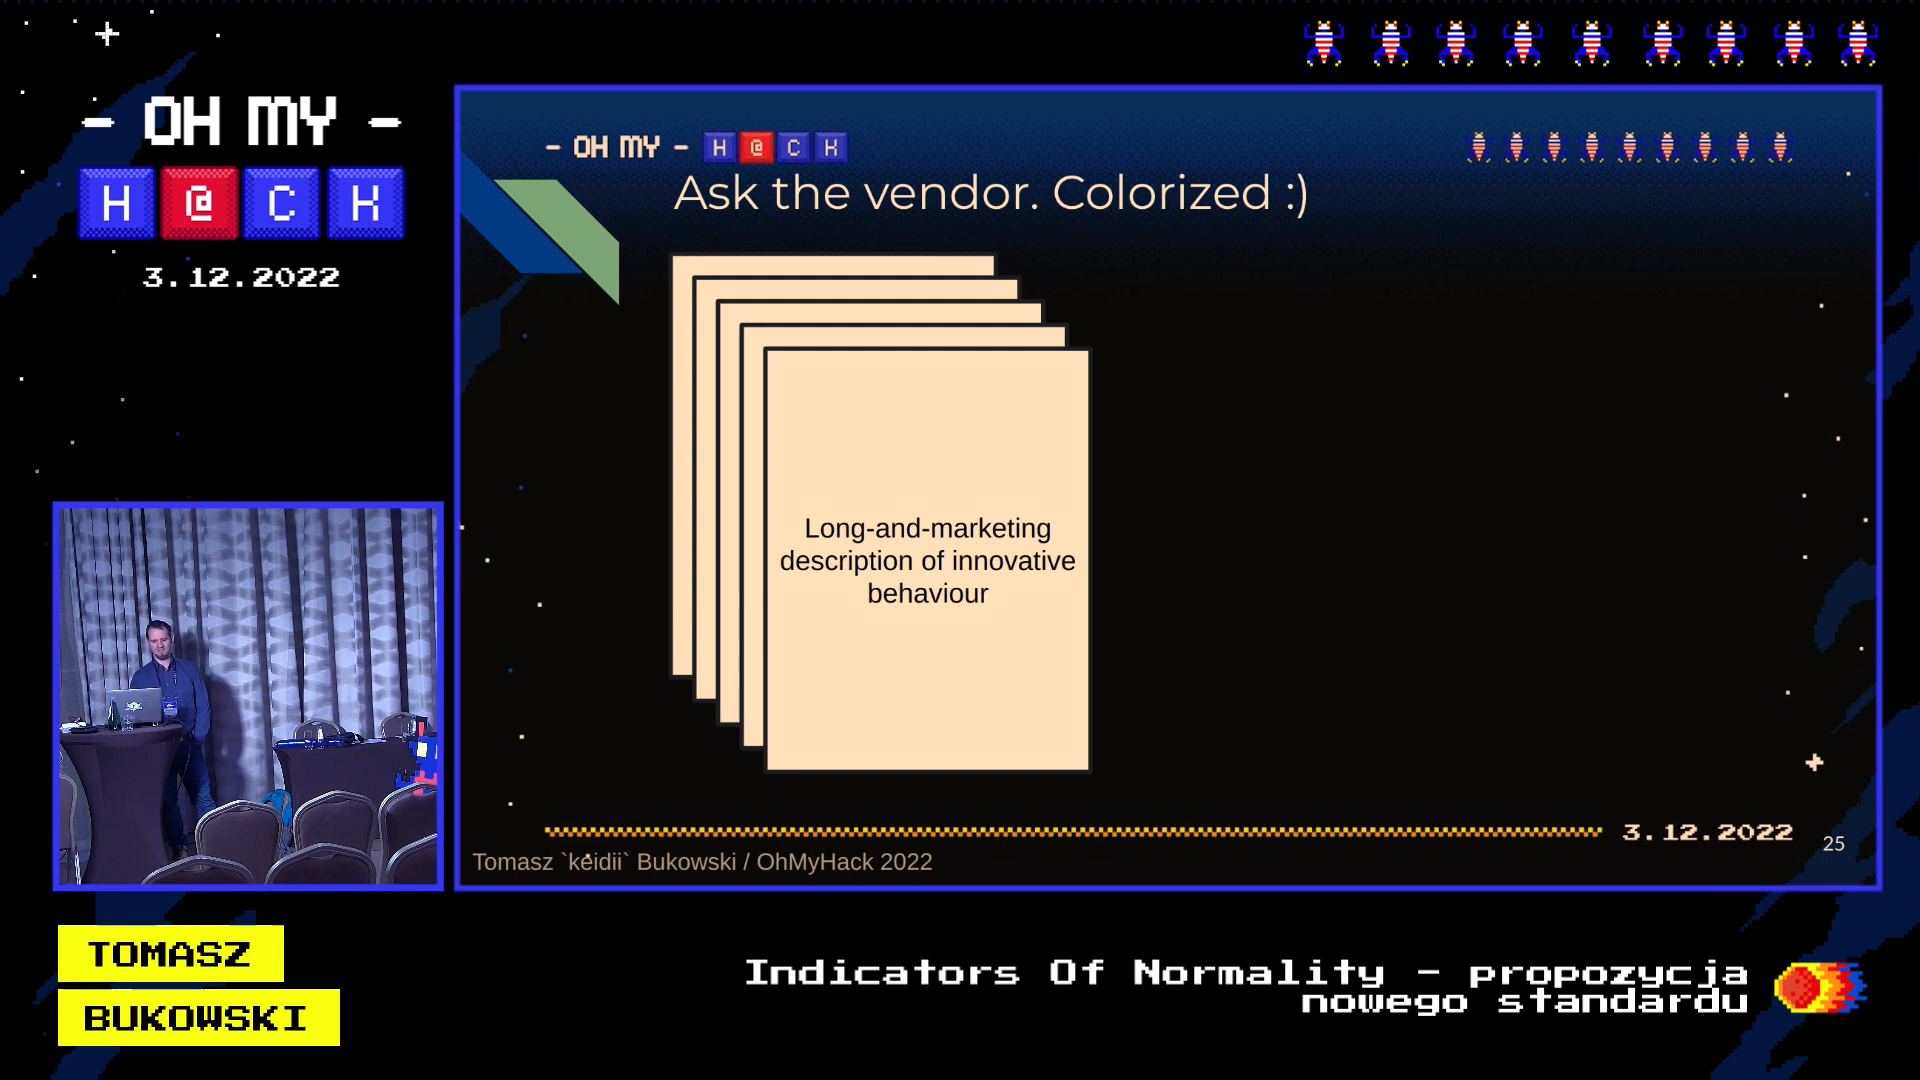 - OH MY -
H @ C K
3.12.2022
- OH MY - H @ C K
Ask the vendor. Colorized :)
Long-and-marketing
description of innovative
behaviour
3.12.2022
25
Tomasz `keidii` Bukowski / OhMyHack 2022
TOMASZ
BUKOWSKI
Indicators Of Normality - propozycja
nowego standardu